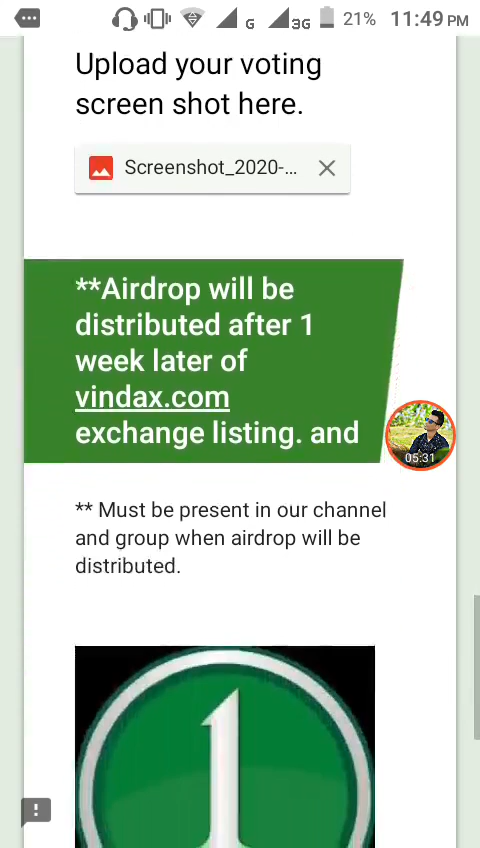 G 3G 21% 11:49 PM
Upload your voting
screen shot here.
Screenshot_2020-...
**Airdrop will be
distributed after 1
week later of
vindax.com
exchange listing. and
05:31
** Must be present in our channel
and group when airdrop will be
distributed.
1